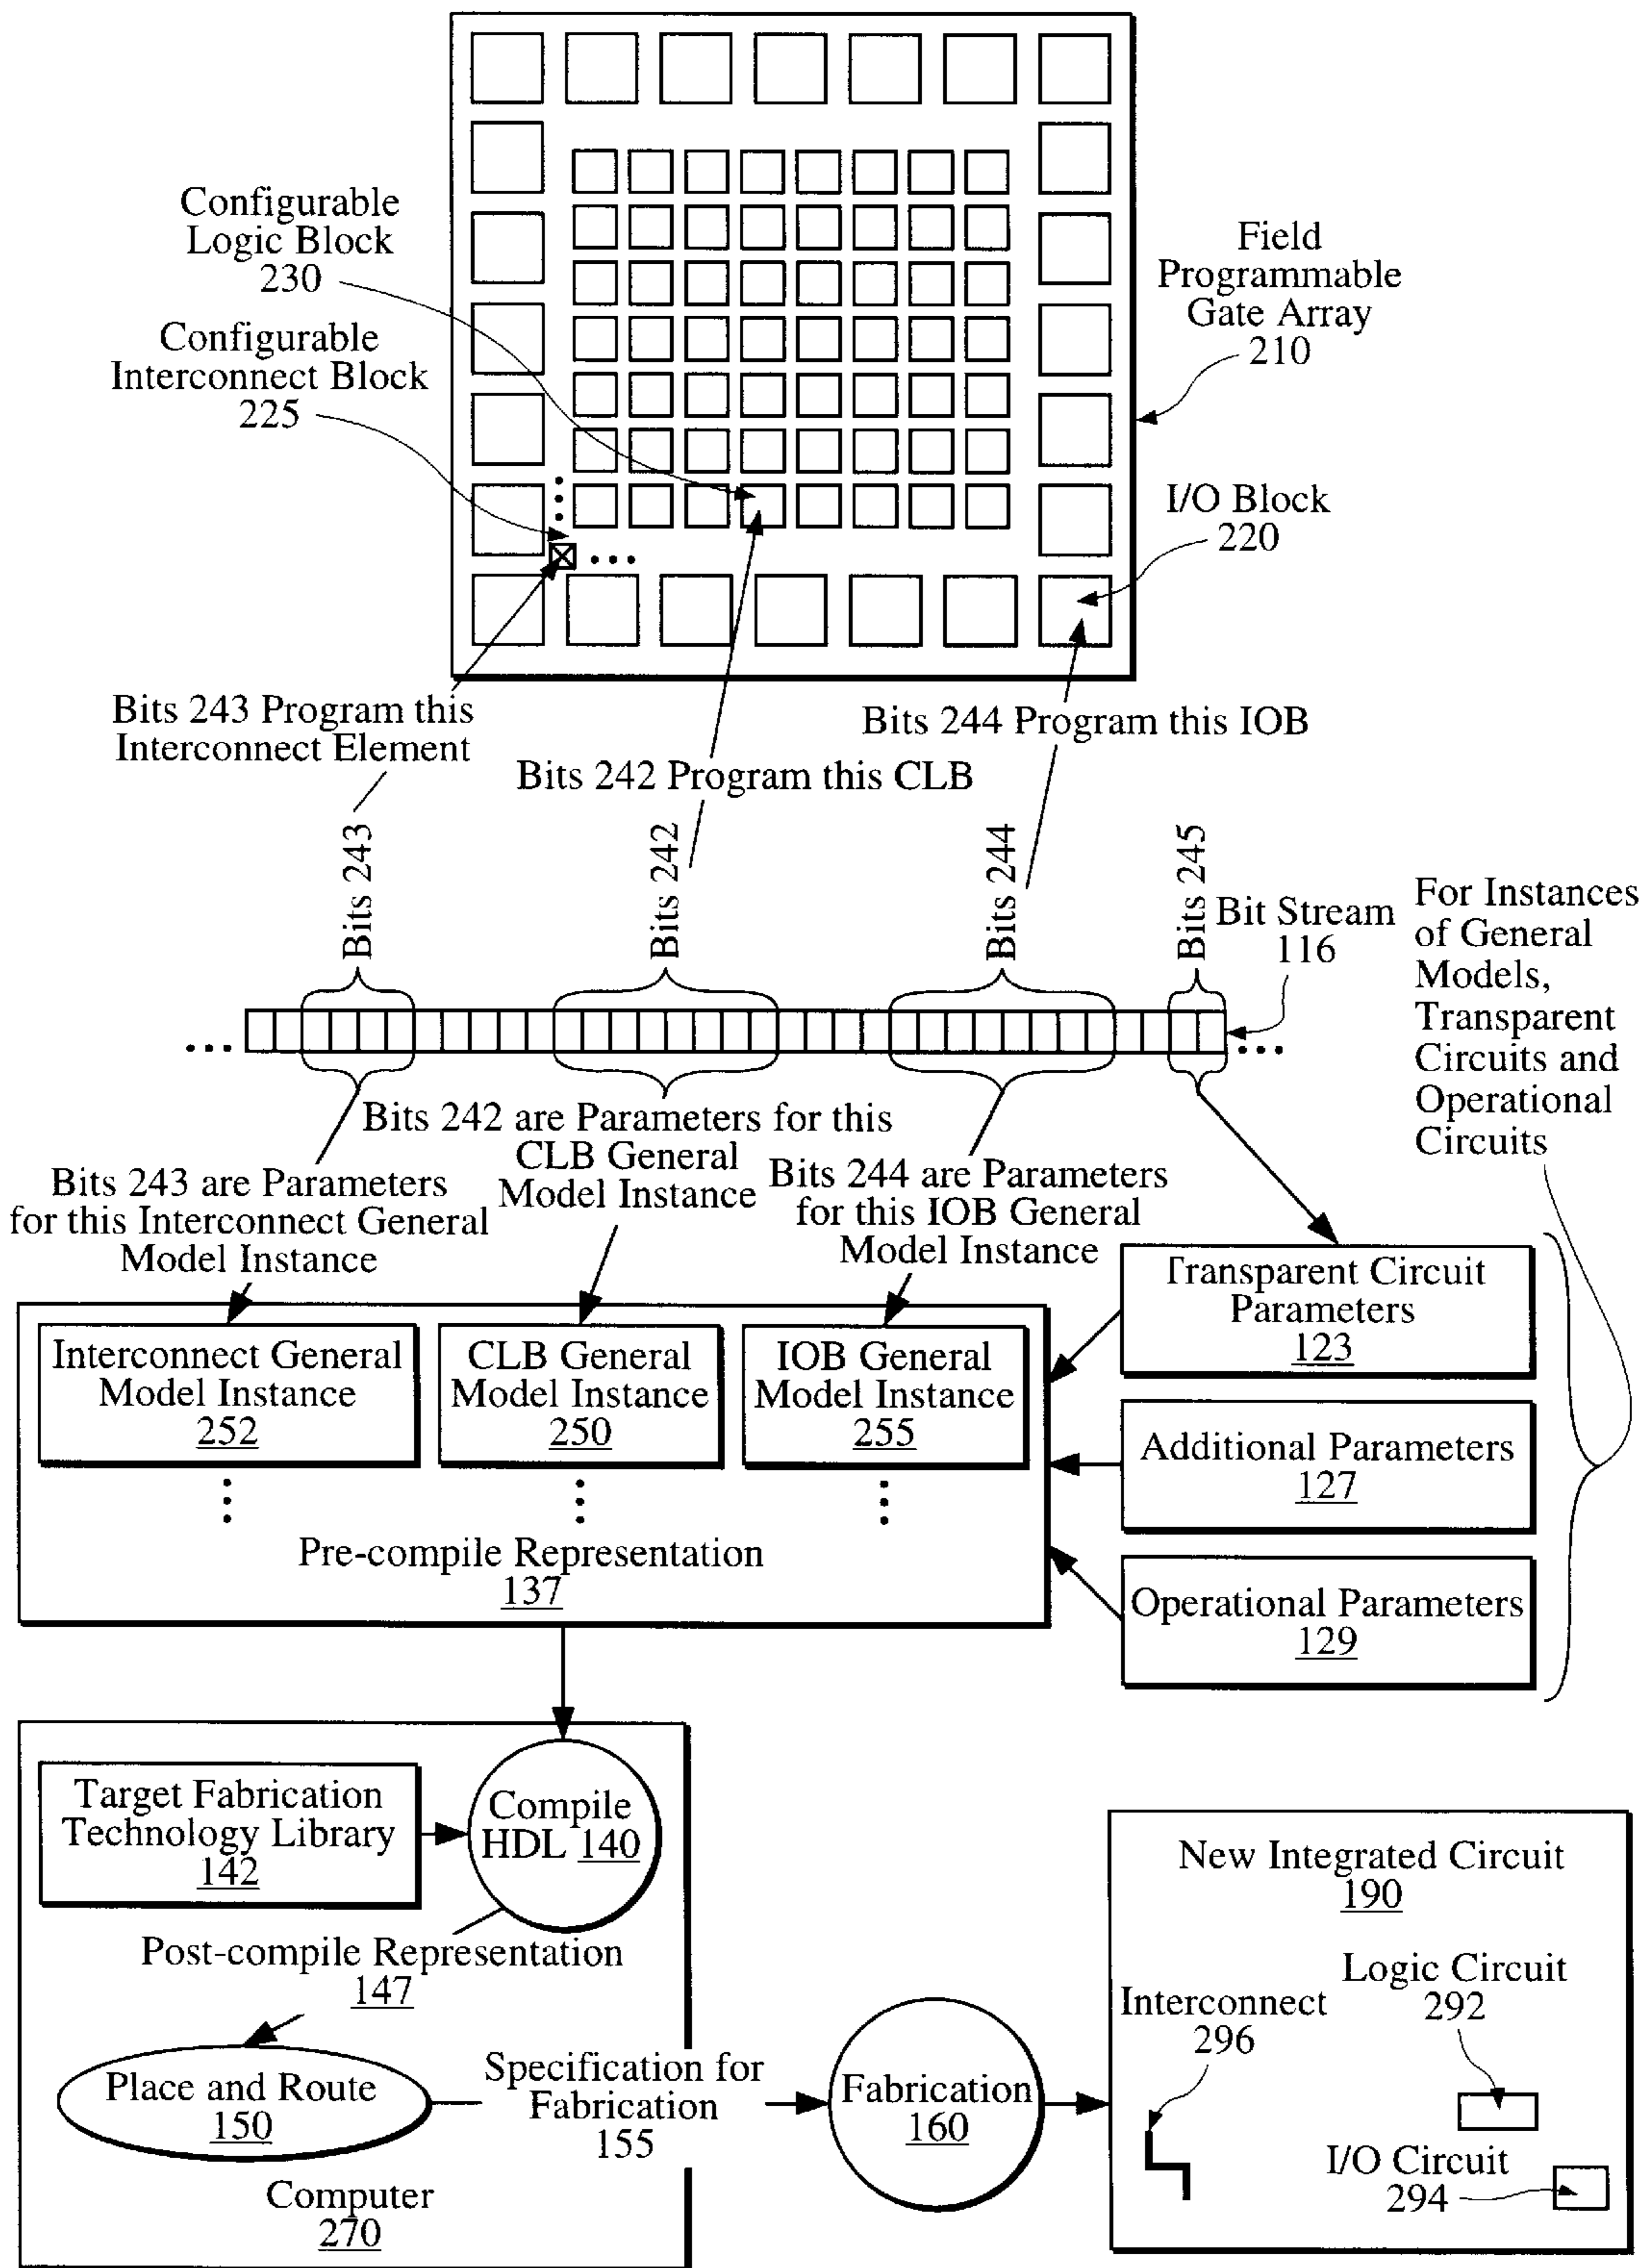 Configurable
Logic Block
230
Configurable
Interconnect Block
225
Field
Programmable
Gate Array
210
I/O Block
220
Bits 243 Program this
Interconnect Element
Bits 242 Program this CLB
Bits 244 Program this IOB
Bits 243
Bits 242
Bits 244
Bits 245
Bit Stream
116
For Instances
of General
Models,
Transparent
Circuits and
Operational
Circuits
Bits 243 are Parameters
for this Interconnect General
Model Instance
Bits 242 are Parameters for this
CLB General
Model Instance
Bits 244 are Parameters
for this IOB General
Model Instance
Interconnect General
Model Instance
252
CLB General
Model Instance
250
IOB General
Model Instance
255
Pre-compile Representation
137
Transparent Circuit
Parameters
123
Additional Parameters
127
Operational Parameters
129
Target Fabrication
Technology Library
142
Compile
HDL 140
Post-compile Representation
147
Place and Route
150
Computer
270
Specification for
Fabrication
155
Fabrication
160
New Integrated Circuit
190
Logic Circuit
292
Interconnect
296
I/O Circuit
294